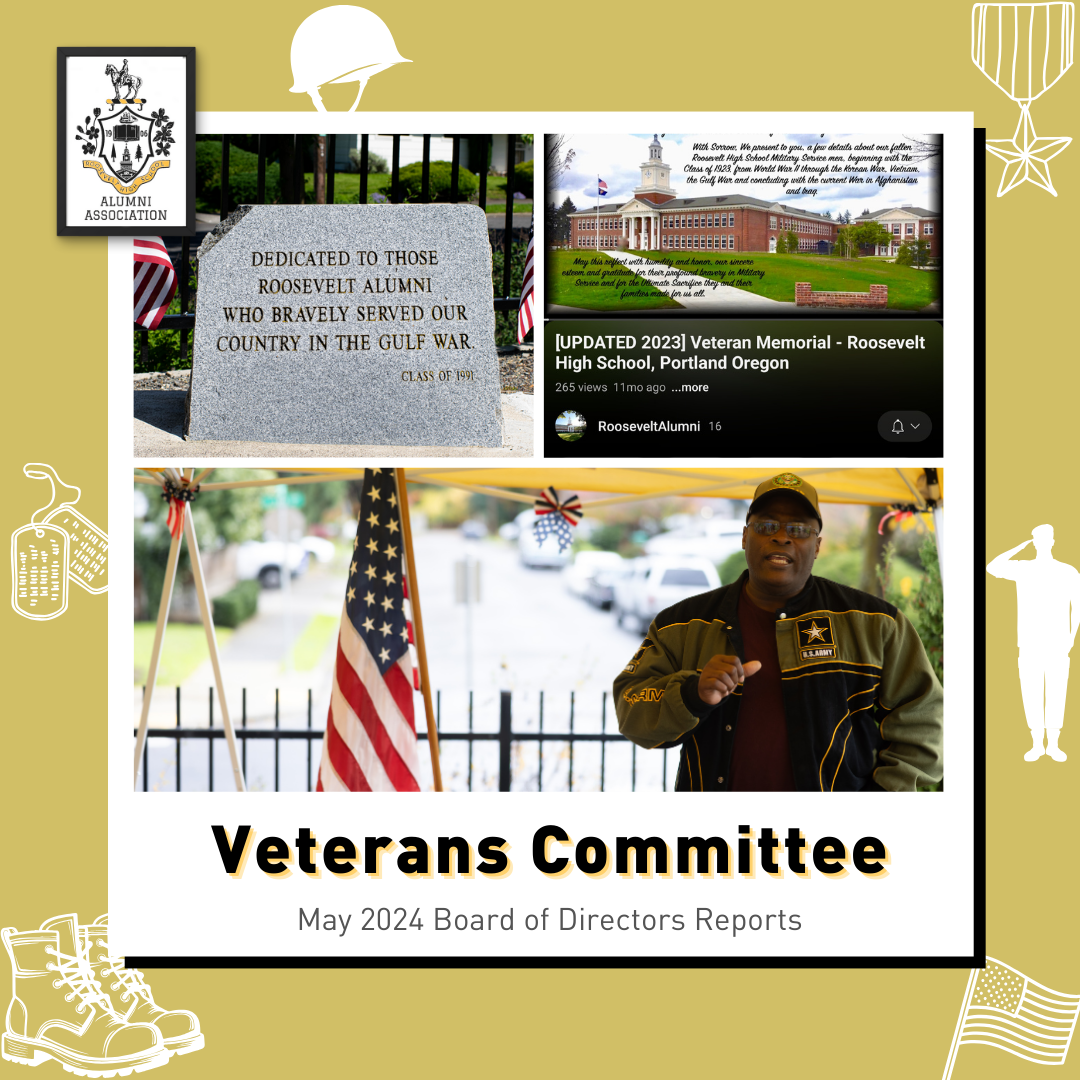 19 06
ROOSEVELT HIGH SCHOOL
ALUMNI
ASSOCIATION
DEDICATED TO THOSE
ROOSEVELT ALUMNI
WHO BRAVELY SERVED OUR
COUNTRY IN THE GULF WAR
CLASS OF 1991
With Sorrow, We present to you, a few details about our fallen
Roosevelt High School Military Service men, beginning with the
Class of 1923, from World War II through the Korean War, Vietnam,
the Gulf War and concluding with the current War in Afghanistan
and Iraq.
May this reflect with humility and honor, our sincere
esteem and gratitude for their profound bravery in Military
Service and for the Ultimate Sacrifice they and their
families made for us all.
[UPDATED 2023] Veteran Memorial - Roosevelt
High School, Portland Oregon
265 views 11mo ago ...more
RooseveltAlumni 16
U.S. ARMY
Veterans Committee
May 2024 Board of Directors Reports